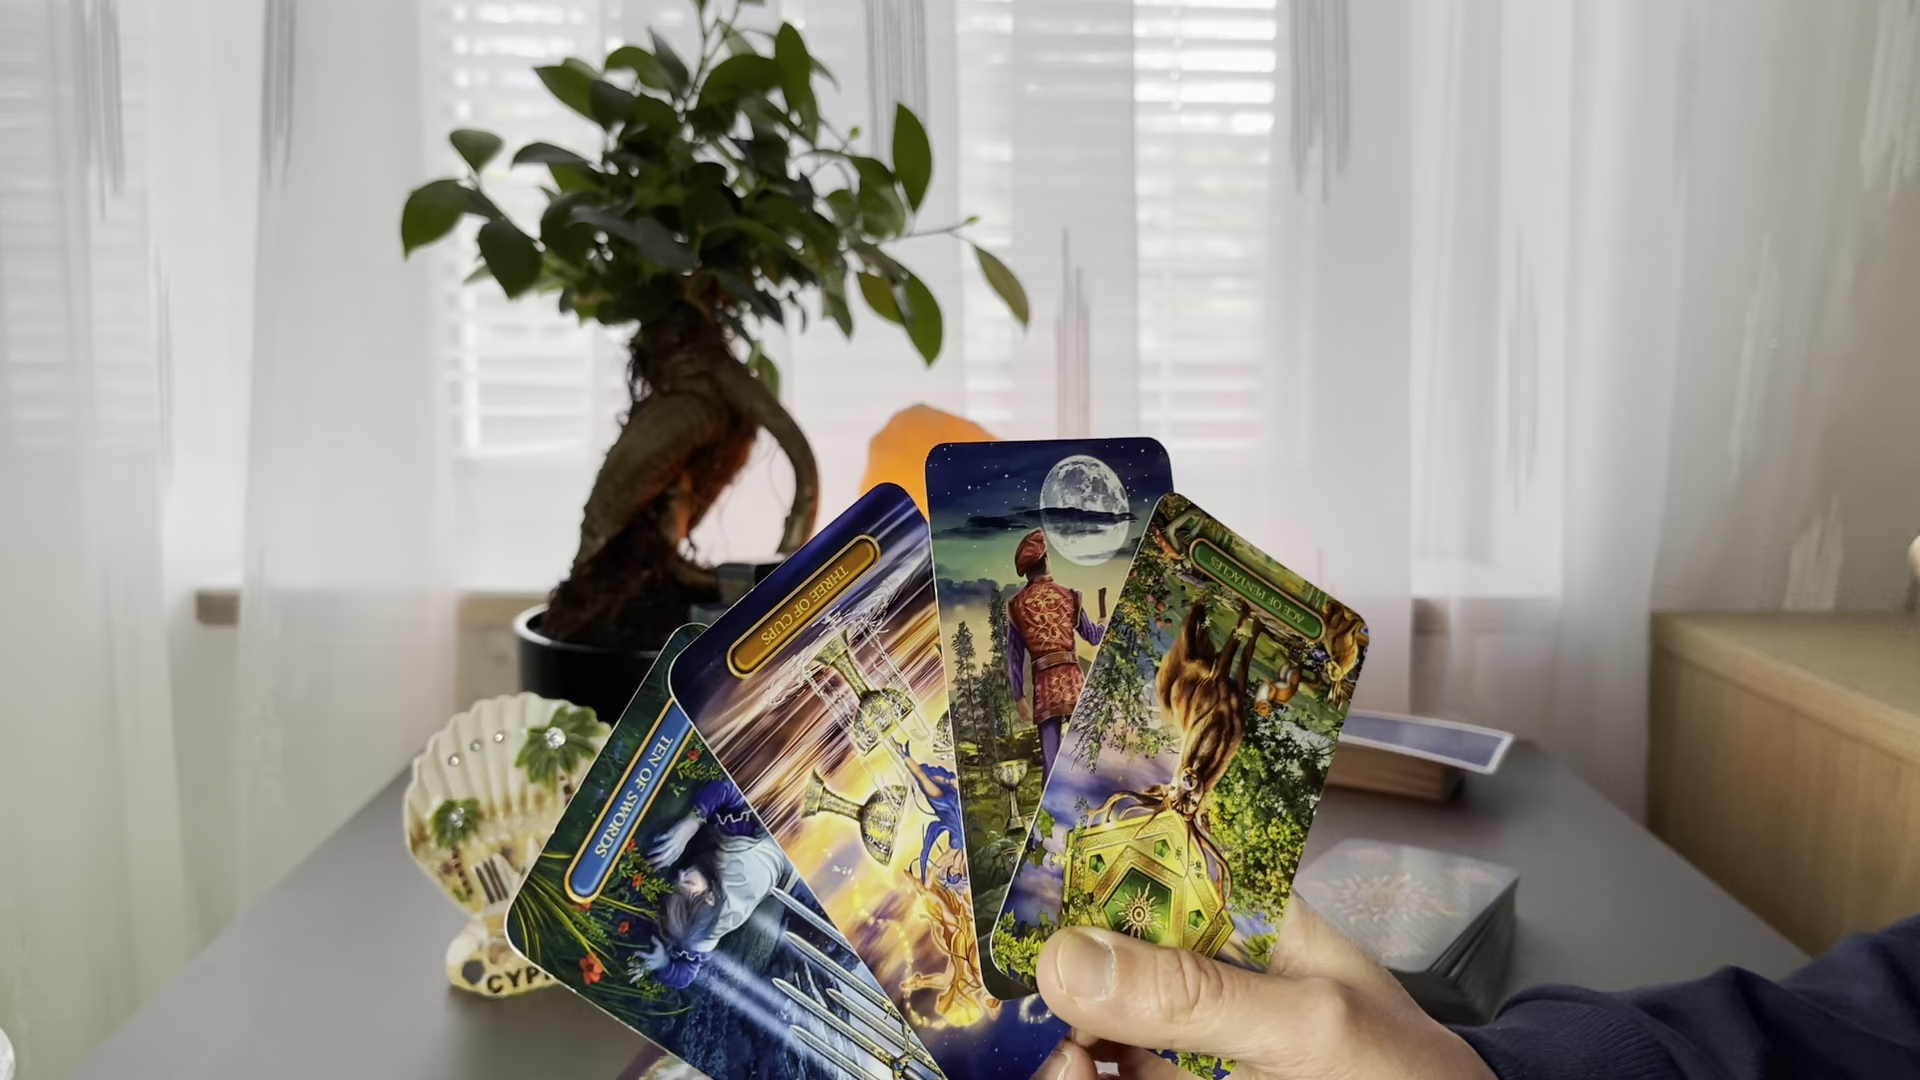 THREE OF CUPS
ACE OF PENTACLES
TEN OF SWORDS
CYP